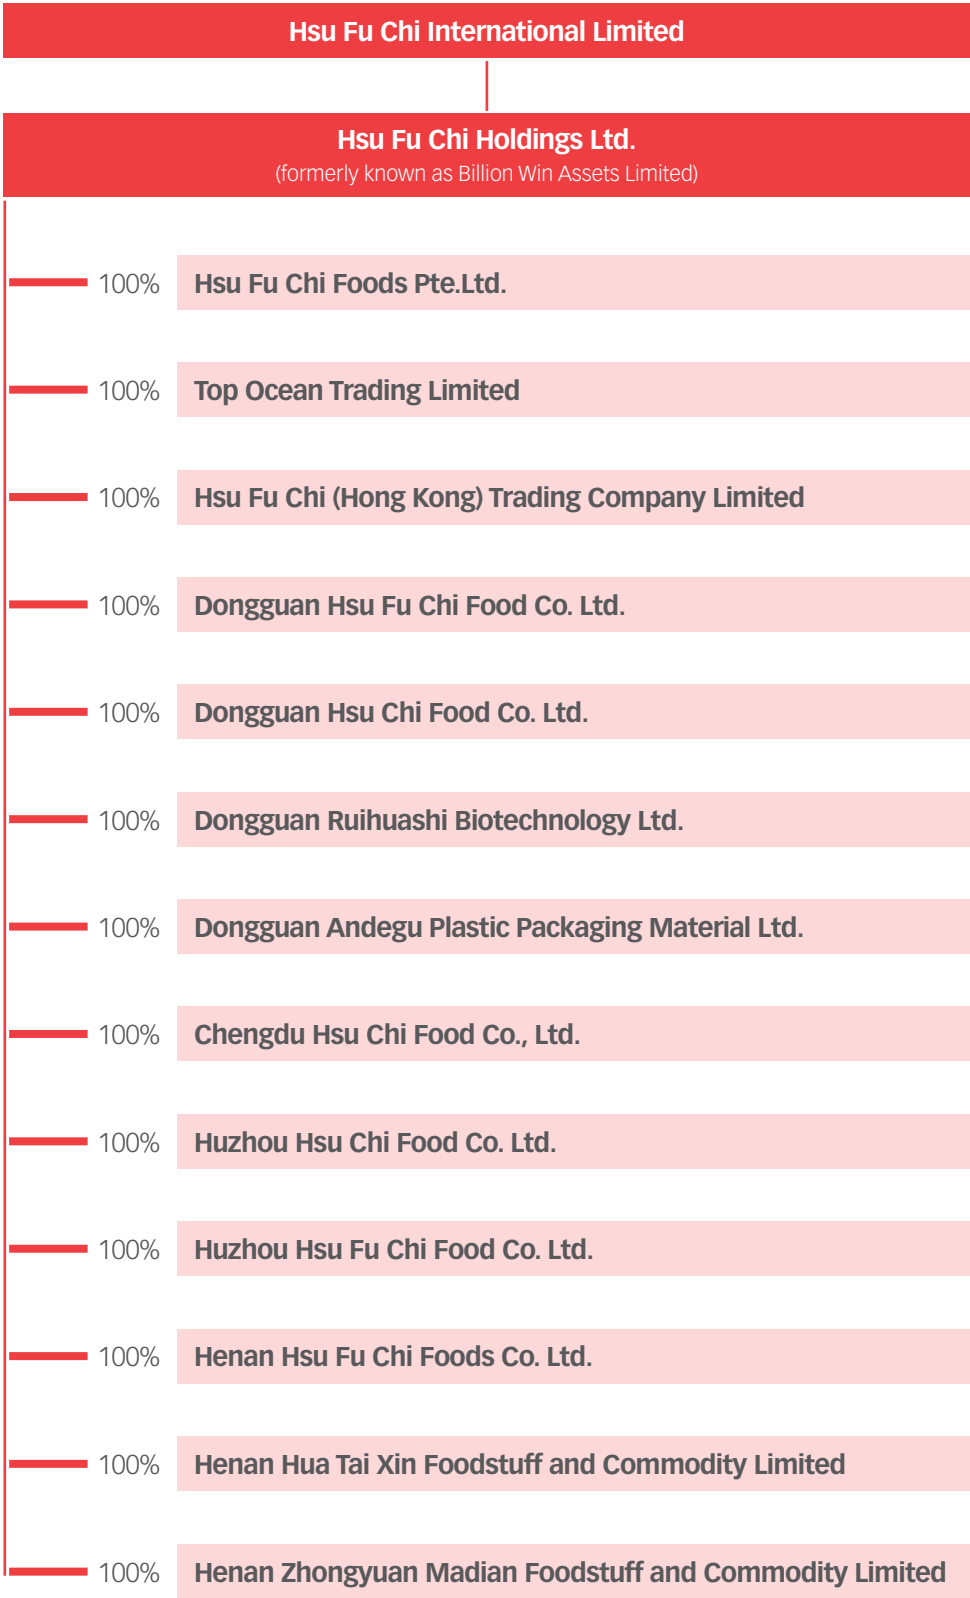 Hsu Fu Chi International Limited
Hsu Fu Chi Holdings Ltd.
(formerly known as Billion Win Assets Limited)
100% Hsu Fu Chi Foods Pte.Ltd.
100% Top Ocean Trading Limited
100% Hsu Fu Chi (Hong Kong) Trading Company Limited
100% Dongguan Hsu Fu Chi Food Co. Ltd.
100% Dongguan Hsu Chi Food Co. Ltd.
100% Dongguan Ruihuashi Biotechnology Ltd.
100% Dongguan Andegu Plastic Packaging Material Ltd.
100% Chengdu Hsu Chi Food Co., Ltd.
100% Huzhou Hsu Chi Food Co. Ltd.
100% Huzhou Hsu Fu Chi Food Co. Ltd.
100% Henan Hsu Fu Chi Foods Co. Ltd.
100% Henan Hua Tai Xin Foodstuff and Commodity Limited
100% Henan Zhongyuan Madian Foodstuff and Commodity Limited